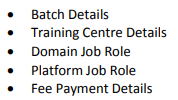 • Batch Details
• Training Centre Details
• Domain Job Role
• Platform Job Role
• Fee Payment Details